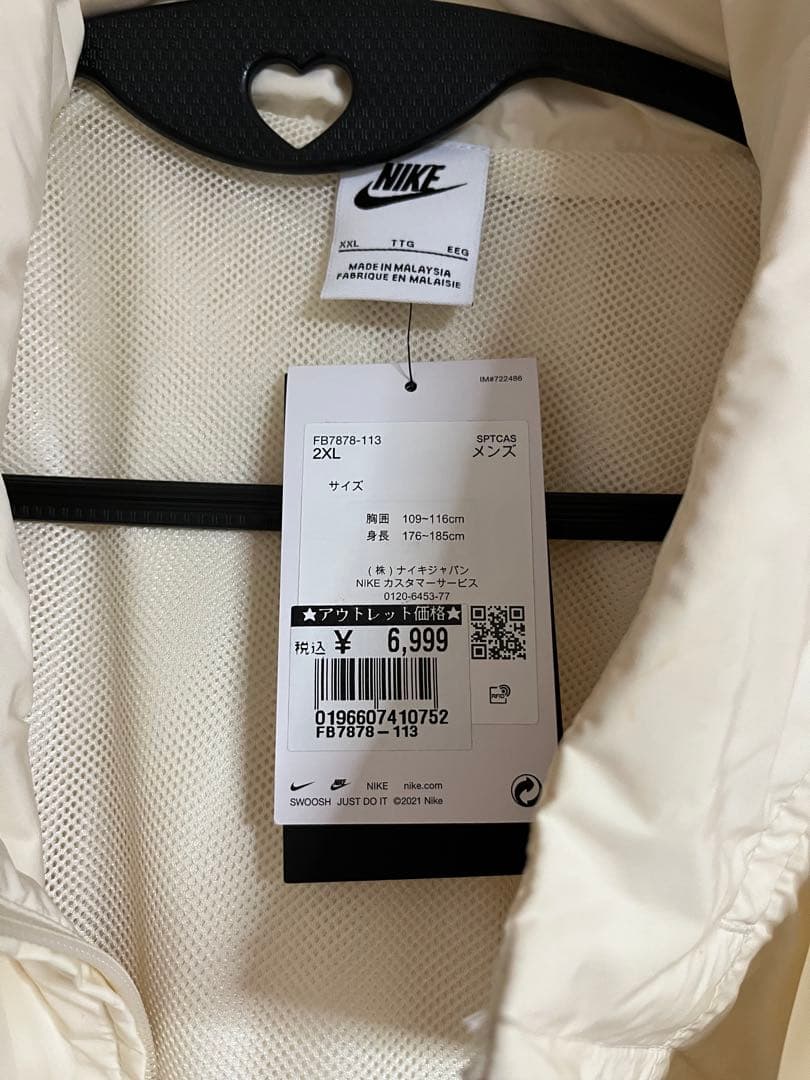 NIKE
XXL TTG EEG
MADE IN MALAYSIA
FABRIQUE EN MALAISIE
IM#722486
FB7878-113 SPTCAS
2XL メンズ
サイズ
胸囲 109~116cm
身長 176~185cm
(株)ナイキジャパン
NIKE カスタマーサービス
0120-6453-77
★アウトレット価格★
税込 ¥ 6,999
0196607410752
FB7878-113
RFID
NIKE nike.com
SWOOSH JUST DO IT ©2021 Nike